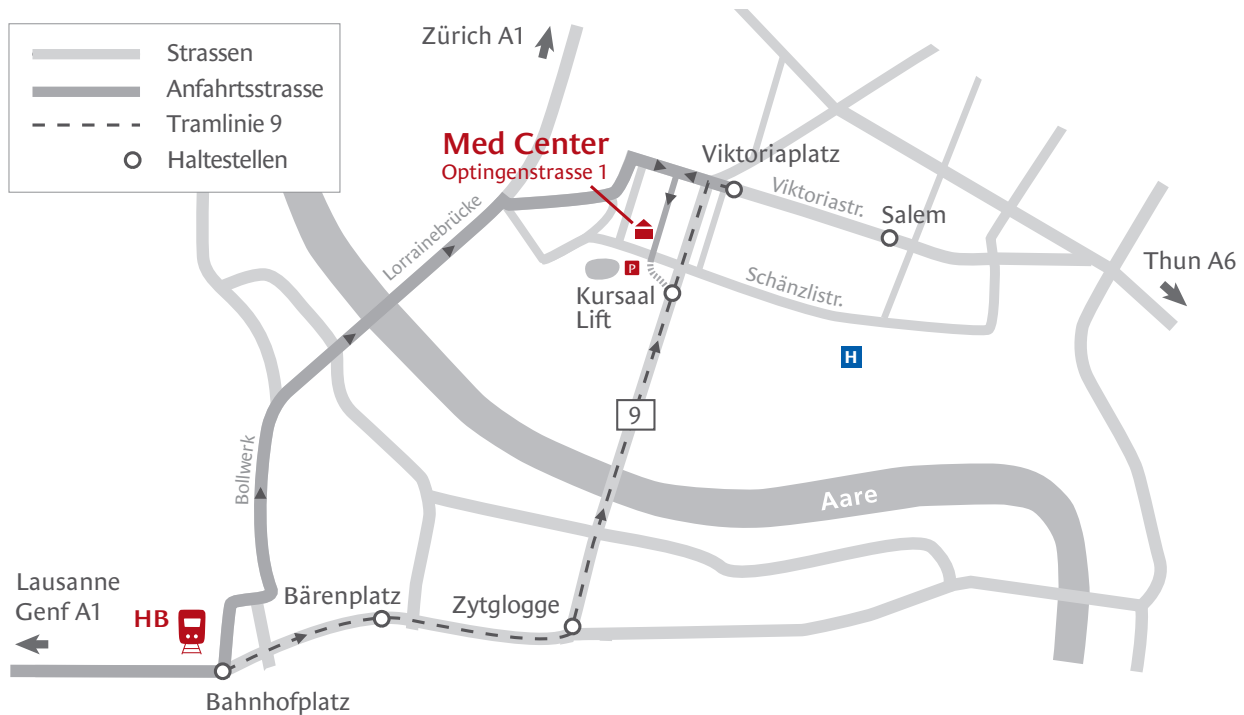 Strassen
Anfahrtsstrasse
Tramlinie 9
Haltestellen
Zürich A1
Med Center
Optingenstrasse 1
Viktoriaplatz
Viktoriastr.
Salem
Lorrainebrücke
Thun A6
P
Kursaal
Lift
Schänzlistr.
H
9
Bollwerk
Aare
Lausanne
Genf A1
HB
Bärenplatz
Zytglogge
Bahnhofplatz